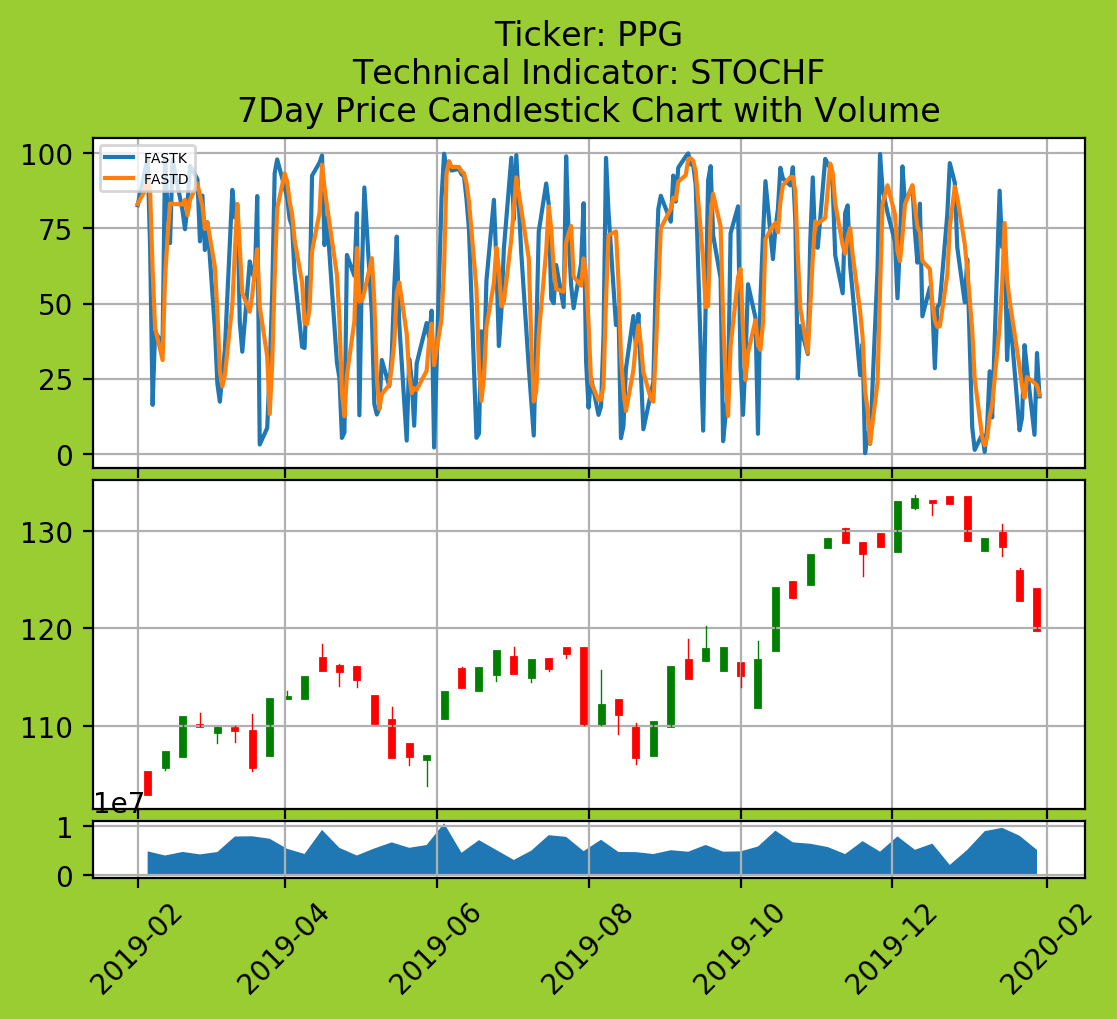 Ticker: PPG
Technical Indicator: STOCHF
7Day Price Candlestick Chart with Volume
100
75
50
25
0
FASTK
FASTD
130
120
110
1e7
1
0
2019-02
2019-04
2019-06
2019-08
2019-10
2019-12
2020-02